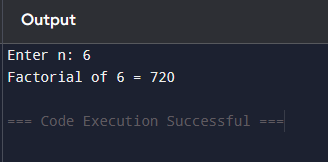 Output
Enter n: 6
Factorial of 6 = 720
=== Code Execution Successful ===